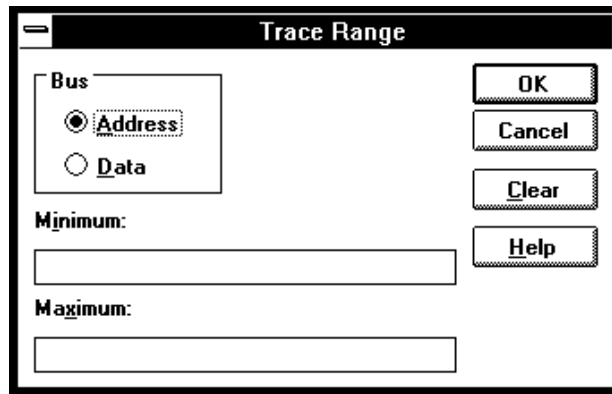 Trace Range
Bus
Address
Data
Minimum:
Maximum:
OK
Cancel
Clear
Help